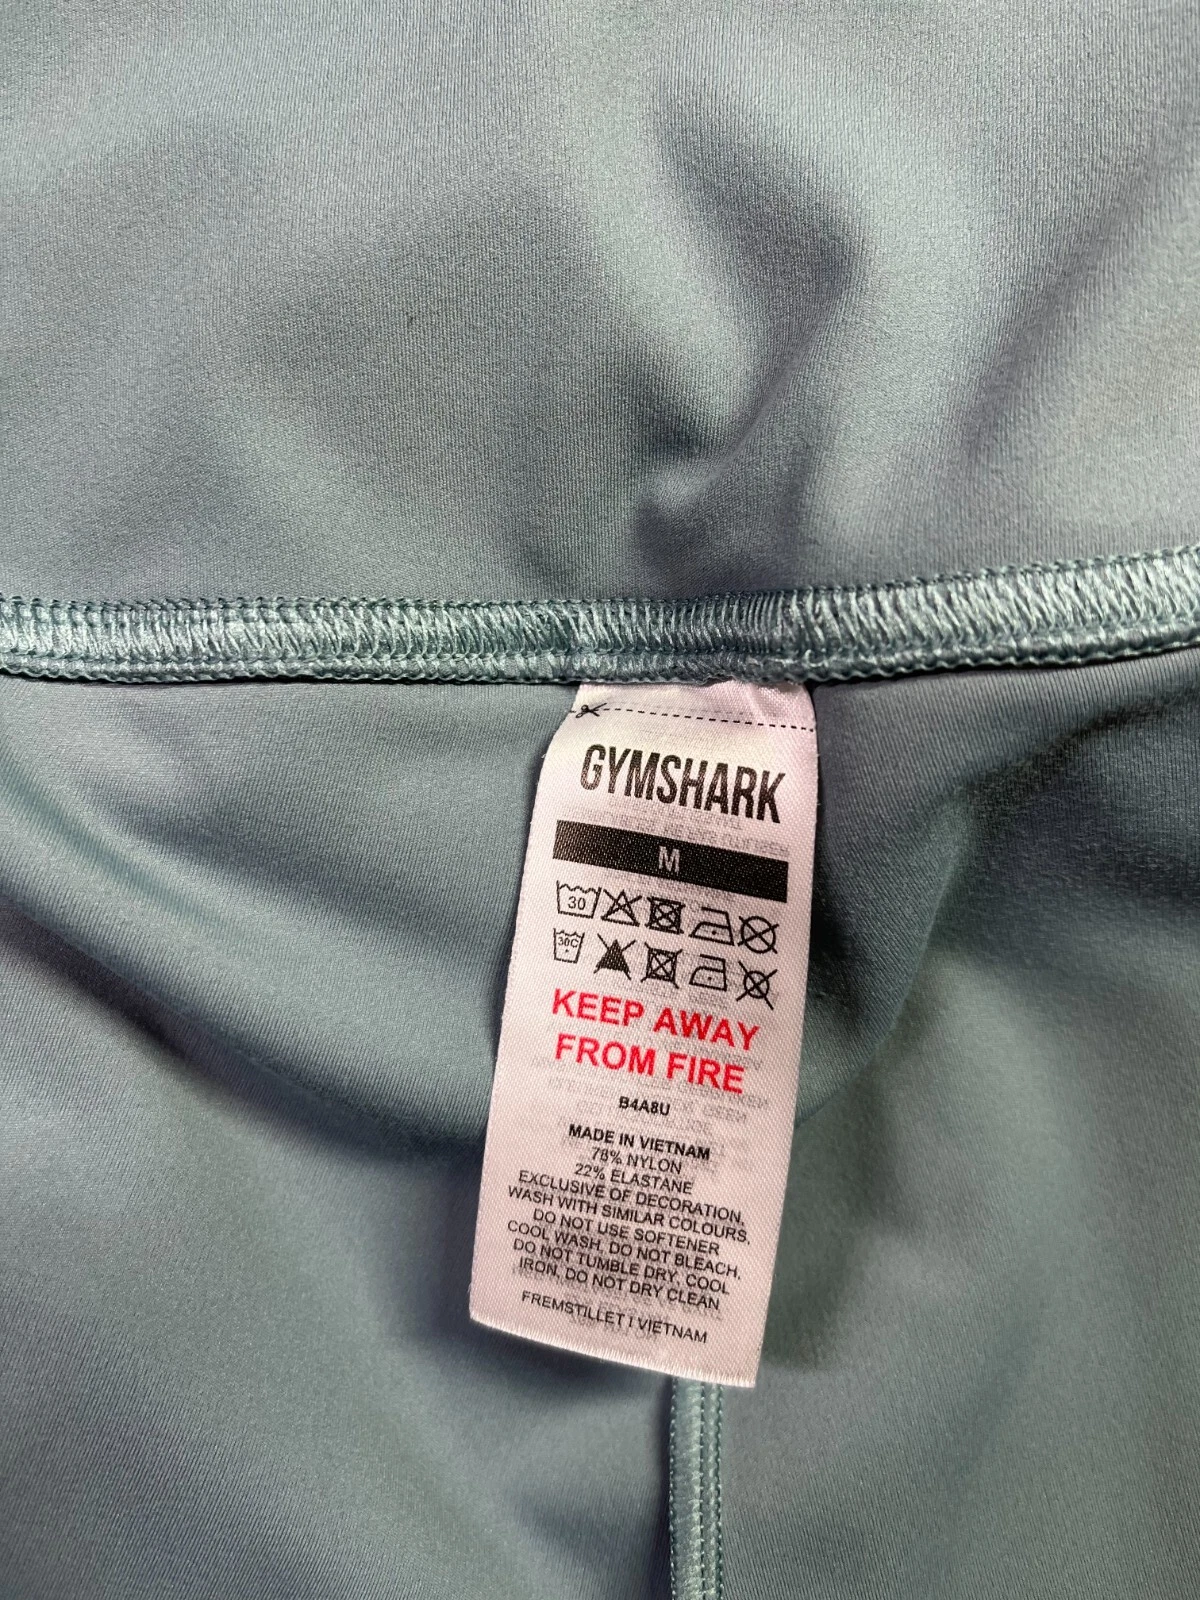 GYMSHARK
M
30
30C
KEEP AWAY
FROM FIRE
B4A8U
MADE IN VIETNAM
78% NYLON
22% ELASTANE
EXCLUSIVE OF DECORATION,
WASH WITH SIMILAR COLOURS,
DO NOT USE SOFTENER
COOL WASH, DO NOT BLEACH,
DO NOT TUMBLE DRY, COOL
IRON, DO NOT DRY CLEAN
FREMSTILLET I VIETNAM